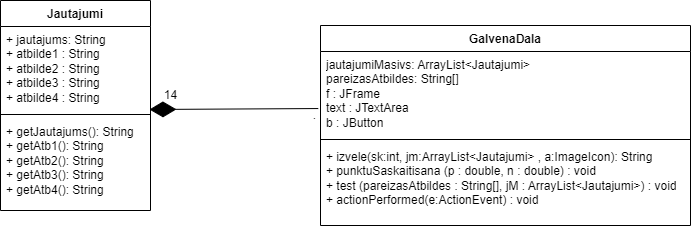 Jautajumi
+ jautajums: String
+ atbilde1 : String
+ atbilde2 : String
+ atbilde3 : String
+ atbilde4 : String
+ getJautajums(): String
+ getAtb1(): String
+ getAtb2(): String
+ getAtb3(): String
+ getAtb4(): String
14
GalvenaDala
jautajumiMasivs: ArrayList<Jautajumi>
pareizasAtbildes: String[]
f : JFrame
text : JTextArea
b : JButton
+ izvele(sk:int, jm:ArrayList<Jautajumi> , a:ImageIcon): String
+ punktuSaskaitisana (p : double, n : double) : void
+ test (pareizasAtbildes : String[], jM : ArrayList<Jautajumi>) : void
+ actionPerformed(e:ActionEvent) : void